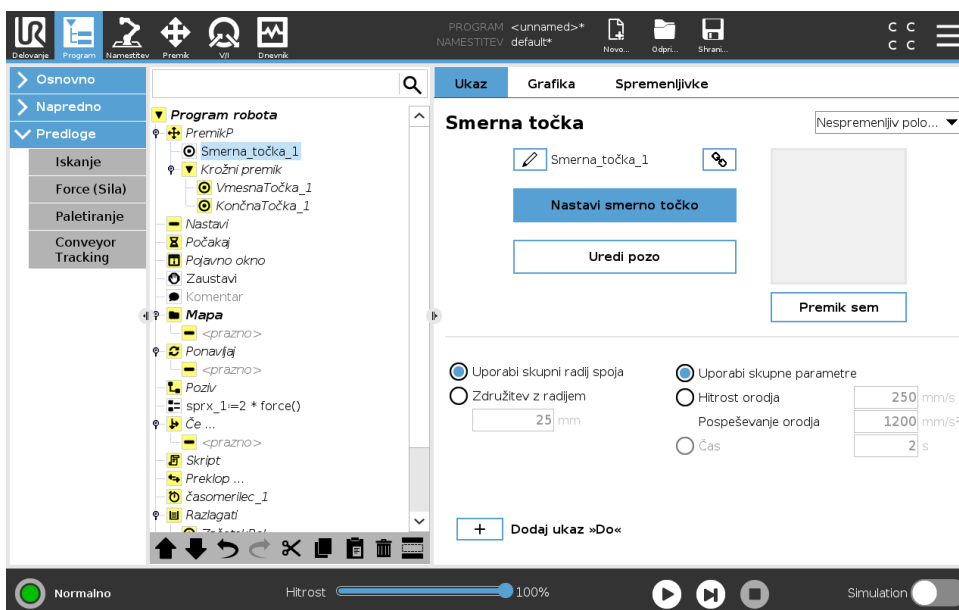 UR
Delovanje
Program
Namestitev
Premik
V/I
Dnevnik
PROGRAM <unnamed>*
NAMESTITEV default*
Novo...
Odpri...
Shrani...
C C
C C
Osnovno
Napredno
Predloge
Iskanje
Force (Sila)
Paletiranje
Conveyor
Tracking
Program robota
PremikP
Smerna_točka_1
Krožni premik
VmesnaTočka_1
KončnaTočka_1
Nastavi
Počakaj
Pojavno okno
Zaustavi
Komentar
Mapa
<prazno>
Ponavljaj
<prazno>
Poziv
sprx_1≔2 * force()
Če ...
<prazno>
Skript
Preklop ...
časomerilec_1
Razlagati
Ukaz
Grafika
Spremenljivke
Smerna točka
Nespremenljiv polo...
Smerna_točka_1
Nastavi smerno točko
Uredi pozo
Premik sem
Uporabi skupni radij spoja
Združitev z radijem
25 mm
Uporabi skupne parametre
Hitrost orodja 250 mm/s
Pospeševanje orodja 1200 mm/s²
Čas 2 s
+ Dodaj ukaz »Do«
Normalno
Hitrost
100%
Simulation